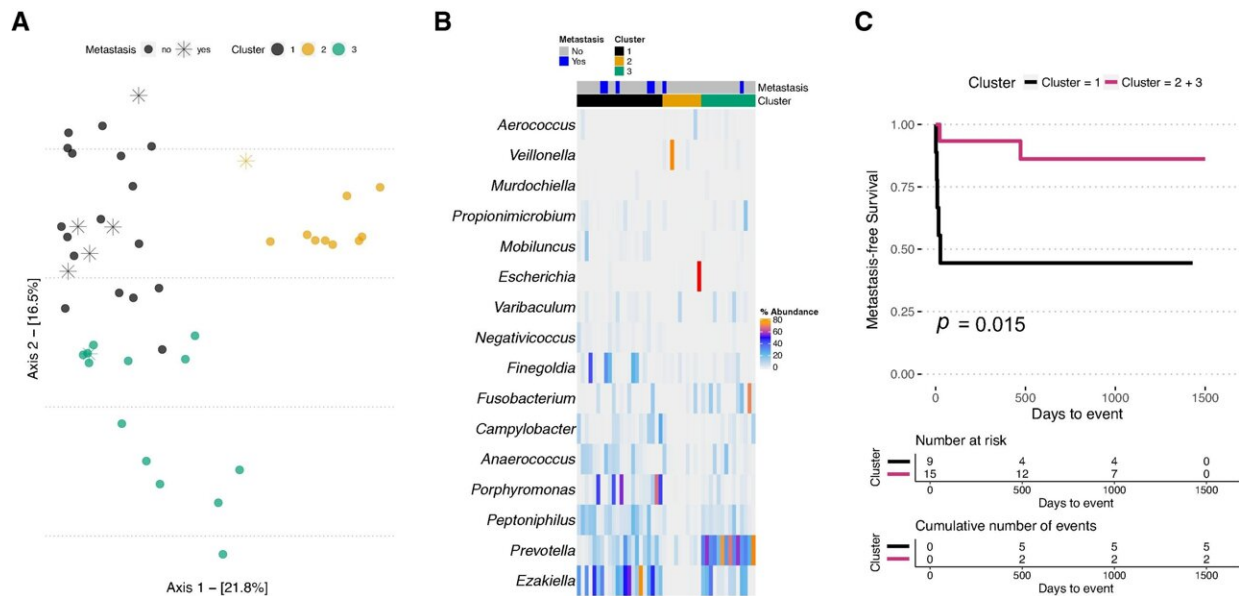 A
Metastasis no yes Cluster 1 2 3
Axis 2 – [16.5%]
Axis 1 – [21.8%]
B
Metastasis Cluster
No 1
Yes 2
3
Metastasis
Cluster
Aerococcus
Veillonella
Murdochiella
Propionimicrobium
Mobiluncus
Escherichia
Varibaculum
Negativicoccus
Finegoldia
Fusobacterium
Campylobacter
Anaerococcus
Porphyromonas
Peptoniphilus
Prevotella
Ezakiella
% Abundance
80
60
40
20
0
C
Cluster Cluster = 1 Cluster = 2 + 3
Metastasis-free Survival
1.00
0.75
0.50
0.25
0.00
p = 0.015
0 500 1000 1500
Days to event
Number at risk
Cluster
9 4 4 0
15 12 7 0
0 500 1000 1500
Days to event
Cumulative number of events
Cluster
0 5 5 5
0 2 2 2
0 500 1000 1500
Days to event